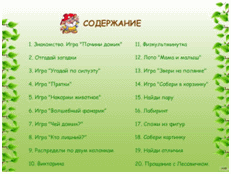 СОДЕРЖАНИЕ
1. Знакомство. Игра "Почини домик"
2. Отгадай загадки
3. Игра "Угадай по силуэту"
4. Игра "Прятки"
5. Игра "Накорми животное"
6. Игра "Волшебный фонарик"
7. Игра "Чей домик?"
8. Игра "Кто лишний?"
9. Распредели по двум колонкам
10. Викторина
11. Физкультминутка
12. Лото "Мама и малыш"
13. Игра "Звери на поляне"
14. Игра "Собери в корзинку"
15. Найди пару
16. Лабиринт
17. Сложи из фигур
18. Собери картинку
19. Найди отличия
20. Прощание с Лесовичком